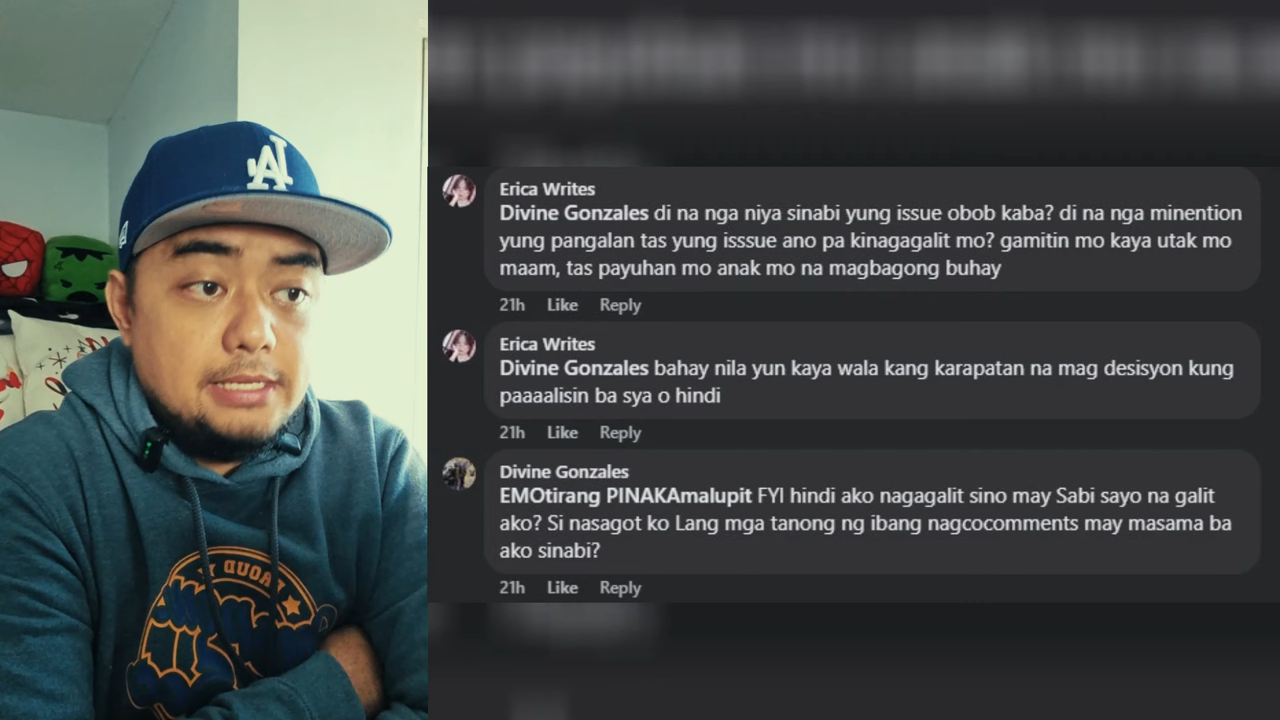 LA
Erica Writes
Divine Gonzales di na nga niya sinabi yung issue obob kaba? di na nga minention
yung pangalan tas yung isssue ano pa kinagagalit mo? gamitin mo kaya utak mo
maam, tas payuhan mo anak mo na magbagong buhay
21h Like Reply
Erica Writes
Divine Gonzales bahay nila yun kaya wala kang karapatan na mag desisyon kung
paaaalisin ba sya o hindi
21h Like Reply
Divine Gonzales
EMOtirang PINAKAmalupit FYI hindi ako nagagalit sino may Sabi sayo na galit
ako? Si nasagot ko Lang mga tanong ng ibang nagcocomments may masama ba
ako sinabi?
21h Like Reply